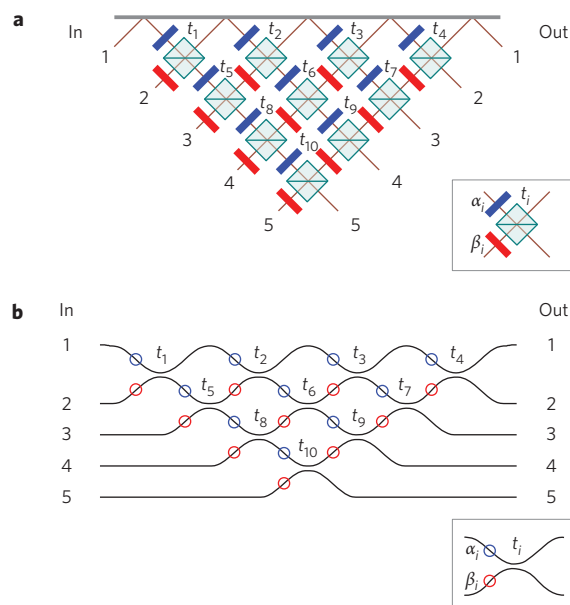 a
In Out
t1 t2 t3 t4
1 1
t5 t6 t7
2 2
t8 t9
3 3
t10
4 4
5 5
αi ti
βi
b
In Out
1 t1 t2 t3 t4 1
2 t5 t6 t7 2
3 t8 t9 3
4 t10 4
5 5
αi ti
βi